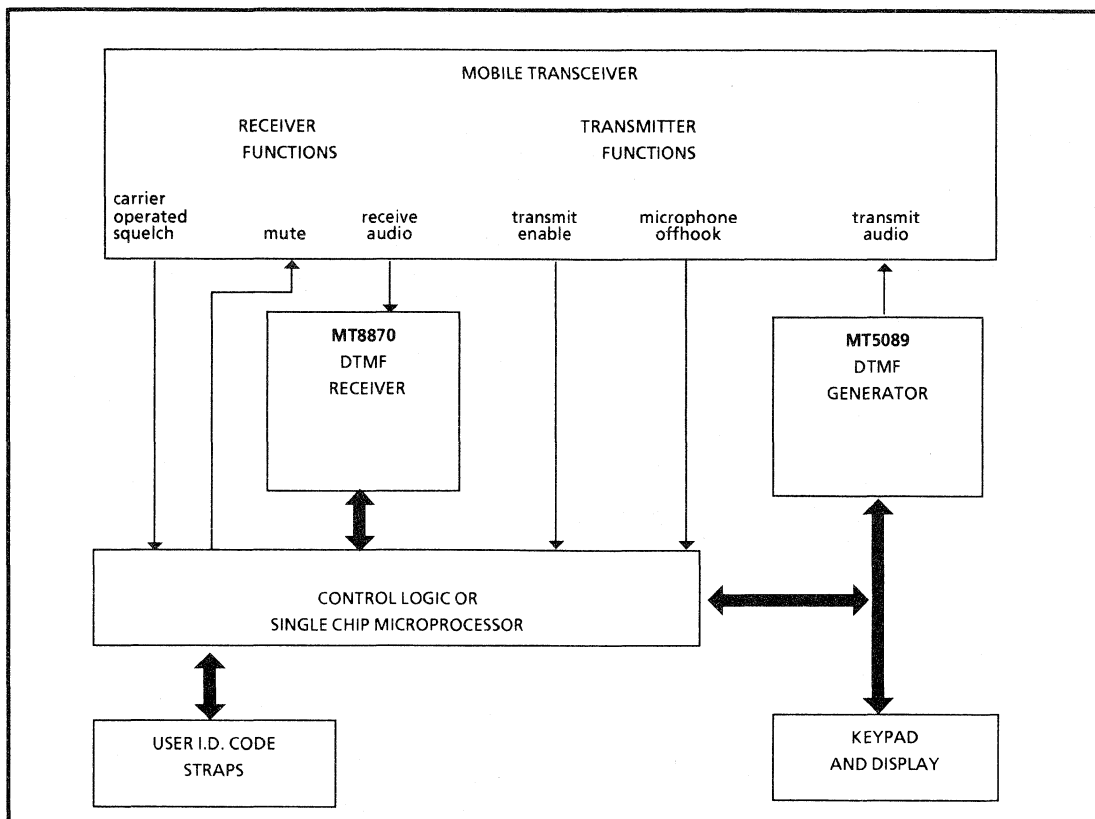 MOBILE TRANSCEIVER
RECEIVER
FUNCTIONS
TRANSMITTER
FUNCTIONS
carrier
operated
squelch
mute
receive
audio
transmit
enable
microphone
offhook
transmit
audio
MT8870
DTMF
RECEIVER
MT5089
DTMF
GENERATOR
CONTROL LOGIC OR
SINGLE CHIP MICROPROCESSOR
USER I.D. CODE
STRAPS
KEYPAD
AND DISPLAY